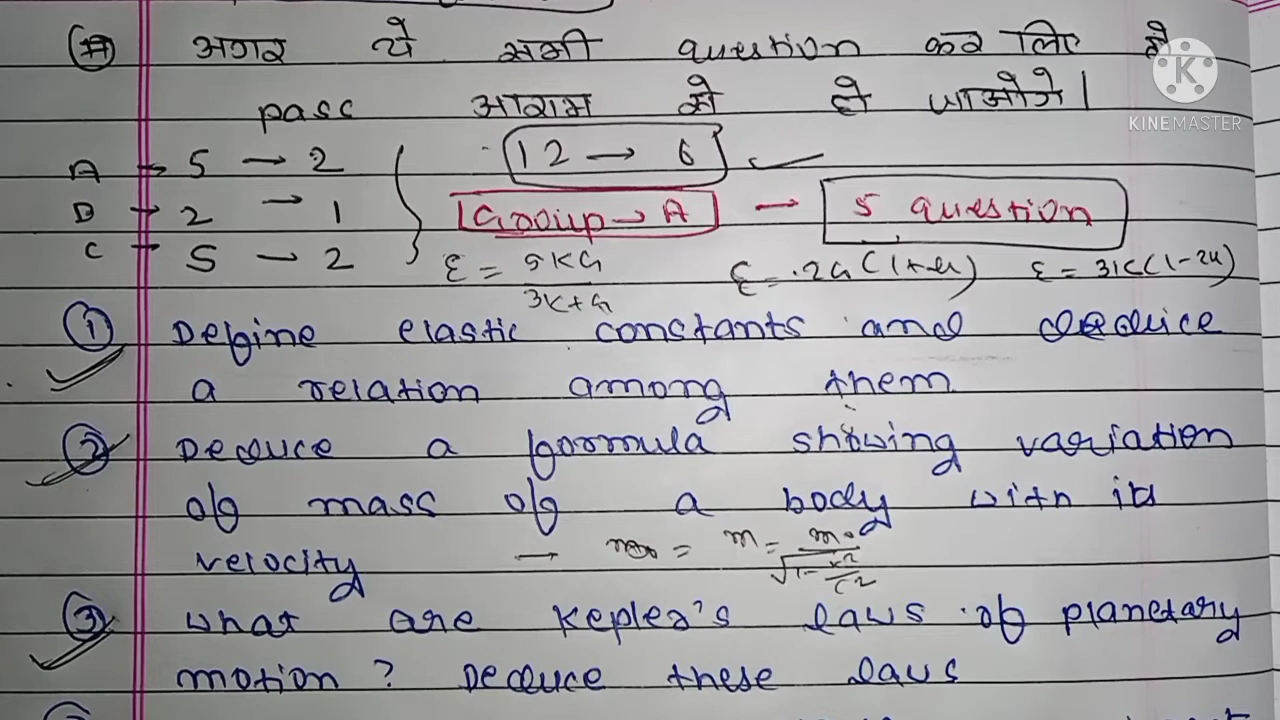 (#) अगर ये सभी question कर लिए तो
KINEMASTER
pass आराम से हो जाओगे।
A → 5 → 2
12 → 6
B → 2 → 1
Group → A → 5 question
C → 5 → 2
ε = 9KG / 3K+G ε = 2G(1+u) ε = 3K(1-2u)
① Define elastic constants and deduice
a relation among them
② Deduce a formula showing variation
of mass of a body with its
velocity → = m = m₀ / √1-v²/c²
③ What are Kepler's laws of planetary
motion ? Deduce these laws